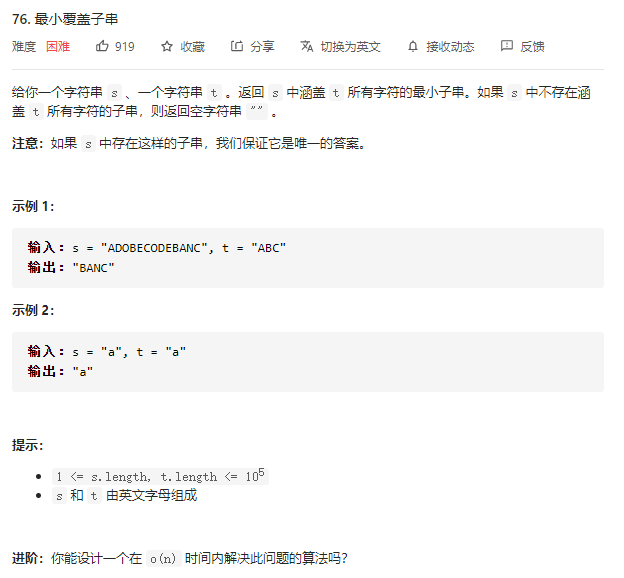 76. 最小覆盖子串
难度 困难 919 收藏 分享 切换为英文 接收动态 反馈
给你一个字符串 s 、一个字符串 t 。返回 s 中涵盖 t 所有字符的最小子串。如果 s 中不存在涵
盖 t 所有字符的子串，则返回空字符串 "" 。
注意：如果 s 中存在这样的子串，我们保证它是唯一的答案。
示例 1：
输入：s = "ADOBECODEBANC", t = "ABC"
输出："BANC"
示例 2：
输入：s = "a", t = "a"
输出："a"
提示：
1 <= s.length, t.length <= 10⁵
s 和 t 由英文字母组成
进阶：你能设计一个在 o(n) 时间内解决此问题的算法吗？